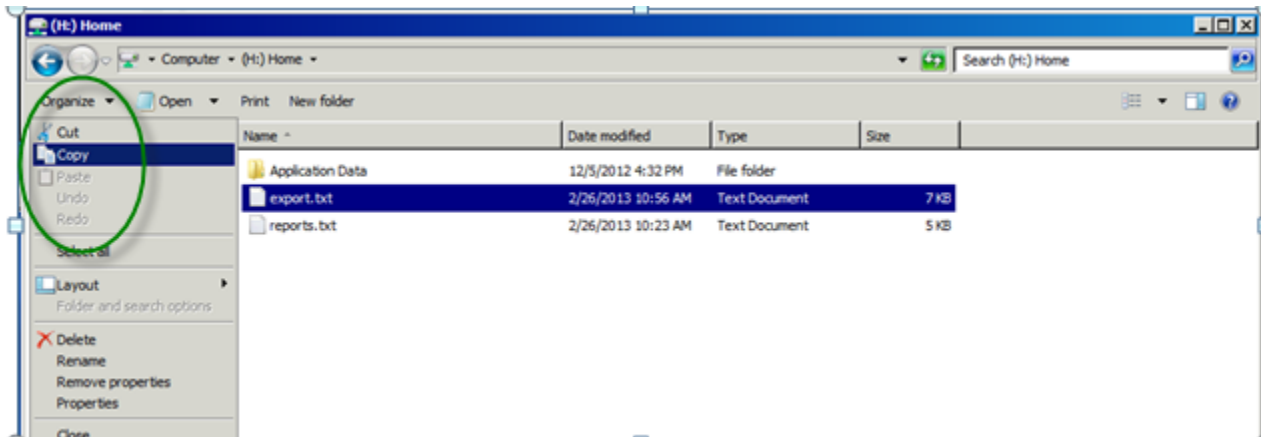 (H:) Home
Computer (H:) Home Search (H:) Home
Organize Open Print New folder
Cut
Copy
Paste
Undo
Redo
Select all
Layout
Folder and search options
Delete
Rename
Remove properties
Properties
Close
Name Date modified Type Size
Application Data 12/5/2012 4:32 PM File folder
export.txt 2/26/2013 10:56 AM Text Document 7 KB
reports.txt 2/26/2013 10:23 AM Text Document 5 KB